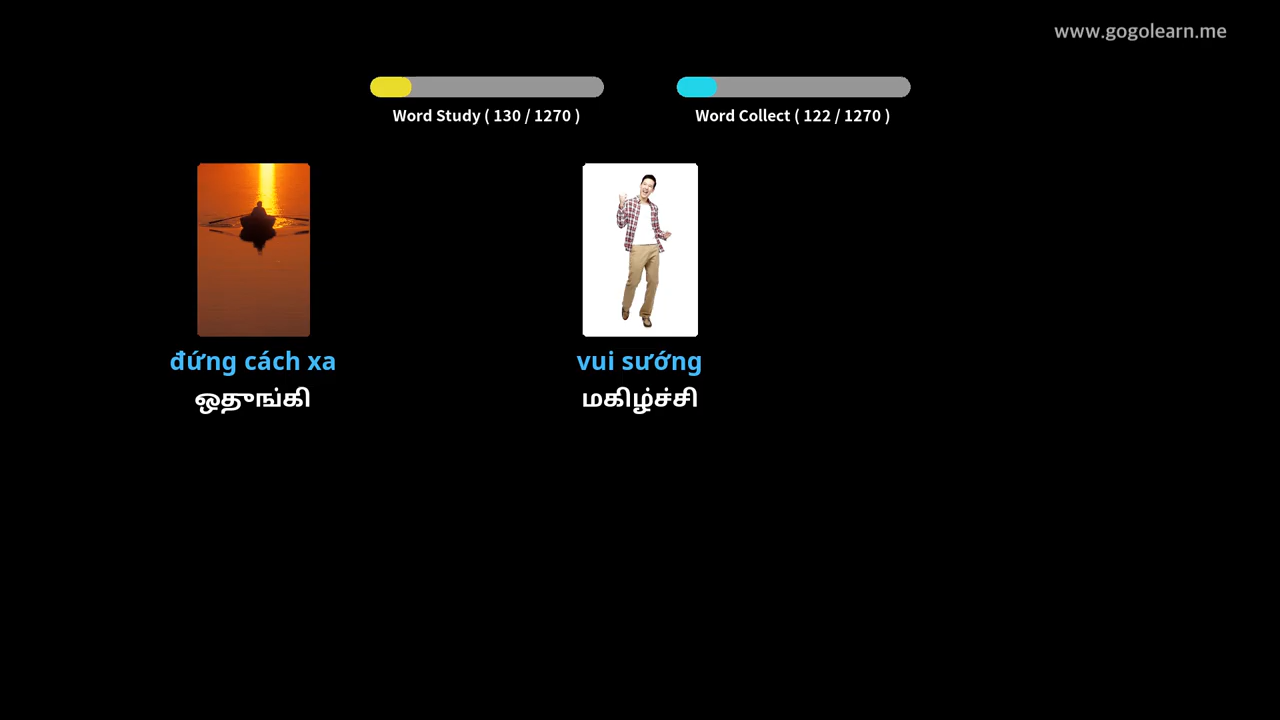 www.gogolearn.me
Word Study ( 130 / 1270 )
Word Collect ( 122 / 1270 )
đứng cách xa
ஒதுங்கி
vui sướng
மகிழ்ச்சி